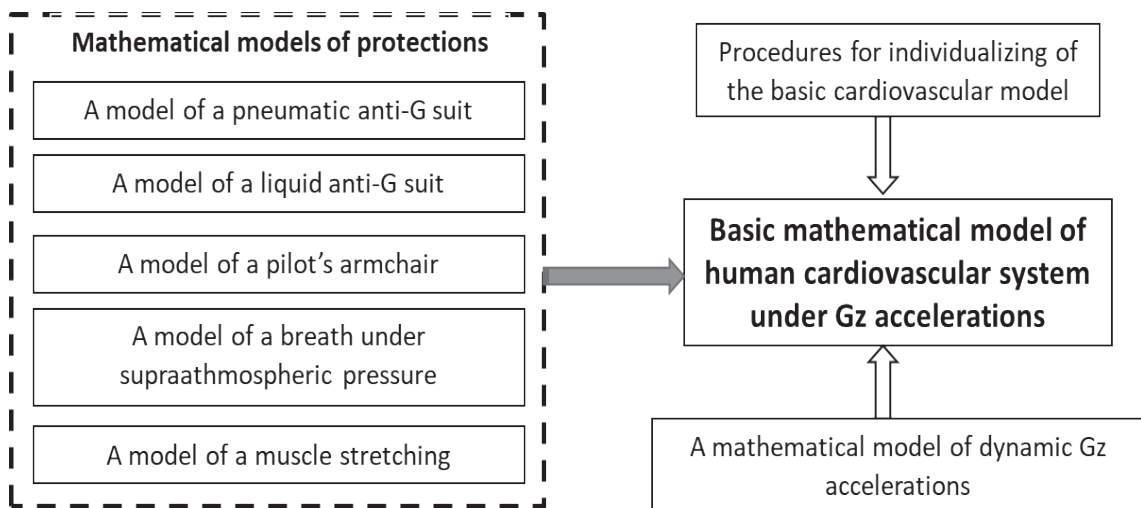 Mathematical models of protections
A model of a pneumatic anti-G suit
A model of a liquid anti-G suit
A model of a pilot’s armchair
A model of a breath under
supraathmospheric pressure
A model of a muscle stretching
Procedures for individualizing of
the basic cardiovascular model
Basic mathematical model of
human cardiovascular system
under Gz accelerations
A mathematical model of dynamic Gz
accelerations